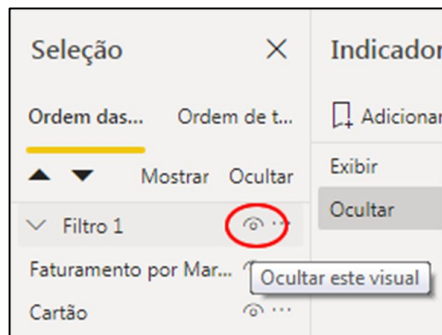 Seleção
Indicador
Ordem das... Ordem de t...
Adicionar
Mostrar Ocultar
Exibir
Ocultar
Filtro 1
Faturamento por Mar...
Ocultar este visual
Cartão